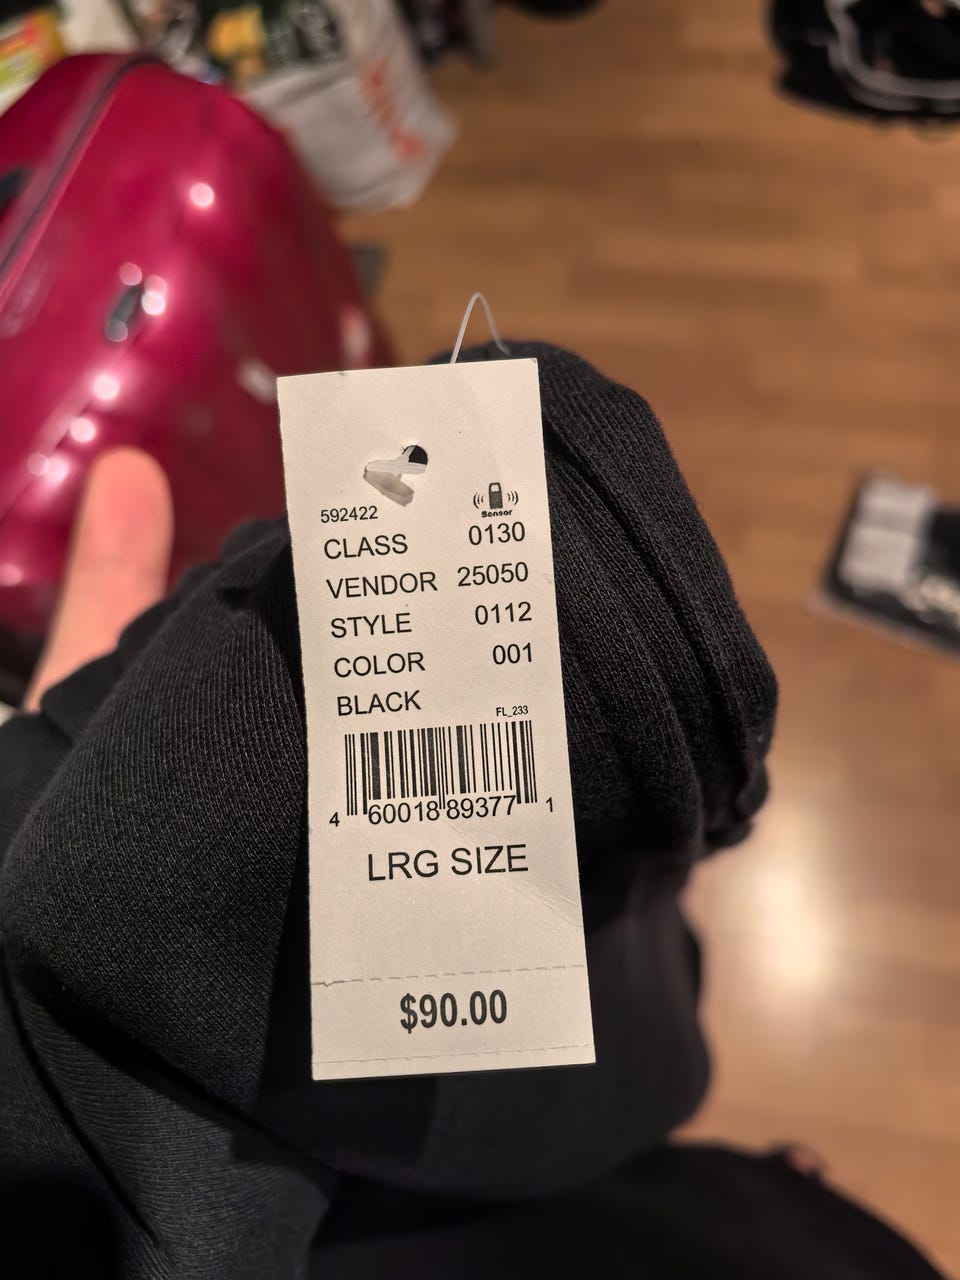 592422
Sensor
CLASS 0130
VENDOR 25050
STYLE 0112
COLOR 001
BLACK
FL_233
4 60018 89377 1
LRG SIZE
$90.00